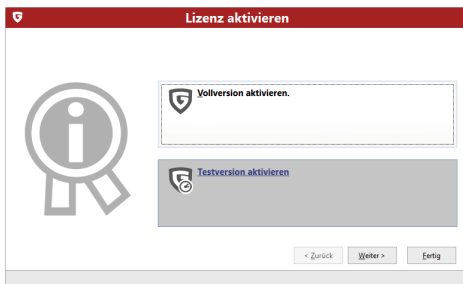 Lizenz aktivieren
Vollversion aktivieren.
Testversion aktivieren
< Zurück Weiter > Fertig